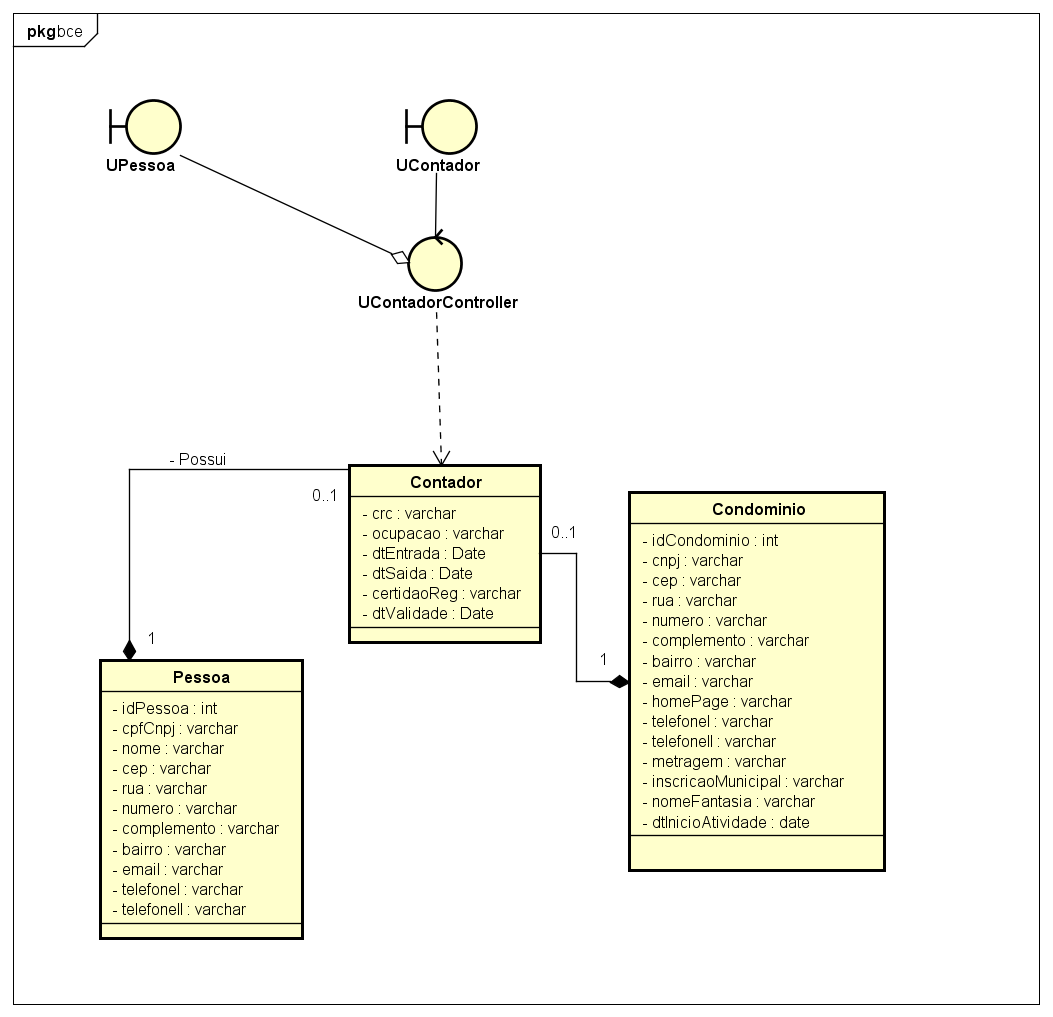 pkg bce
UPessoa
UContador
UContadorController
- Possui
0..1
1
Contador
- crc : varchar
- ocupacao : varchar
- dtEntrada : Date
- dtSaida : Date
- certidaoReg : varchar
- dtValidade : Date
0..1
1
Condominio
- idCondominio : int
- cnpj : varchar
- cep : varchar
- rua : varchar
- numero : varchar
- complemento : varchar
- bairro : varchar
- email : varchar
- homePage : varchar
- telefoneI : varchar
- telefoneII : varchar
- metragem : varchar
- inscricaoMunicipal : varchar
- nomeFantasia : varchar
- dtInicioAtividade : date
Pessoa
- idPessoa : int
- cpfCnpj : varchar
- nome : varchar
- cep : varchar
- rua : varchar
- numero : varchar
- complemento : varchar
- bairro : varchar
- email : varchar
- telefoneI : varchar
- telefoneII : varchar